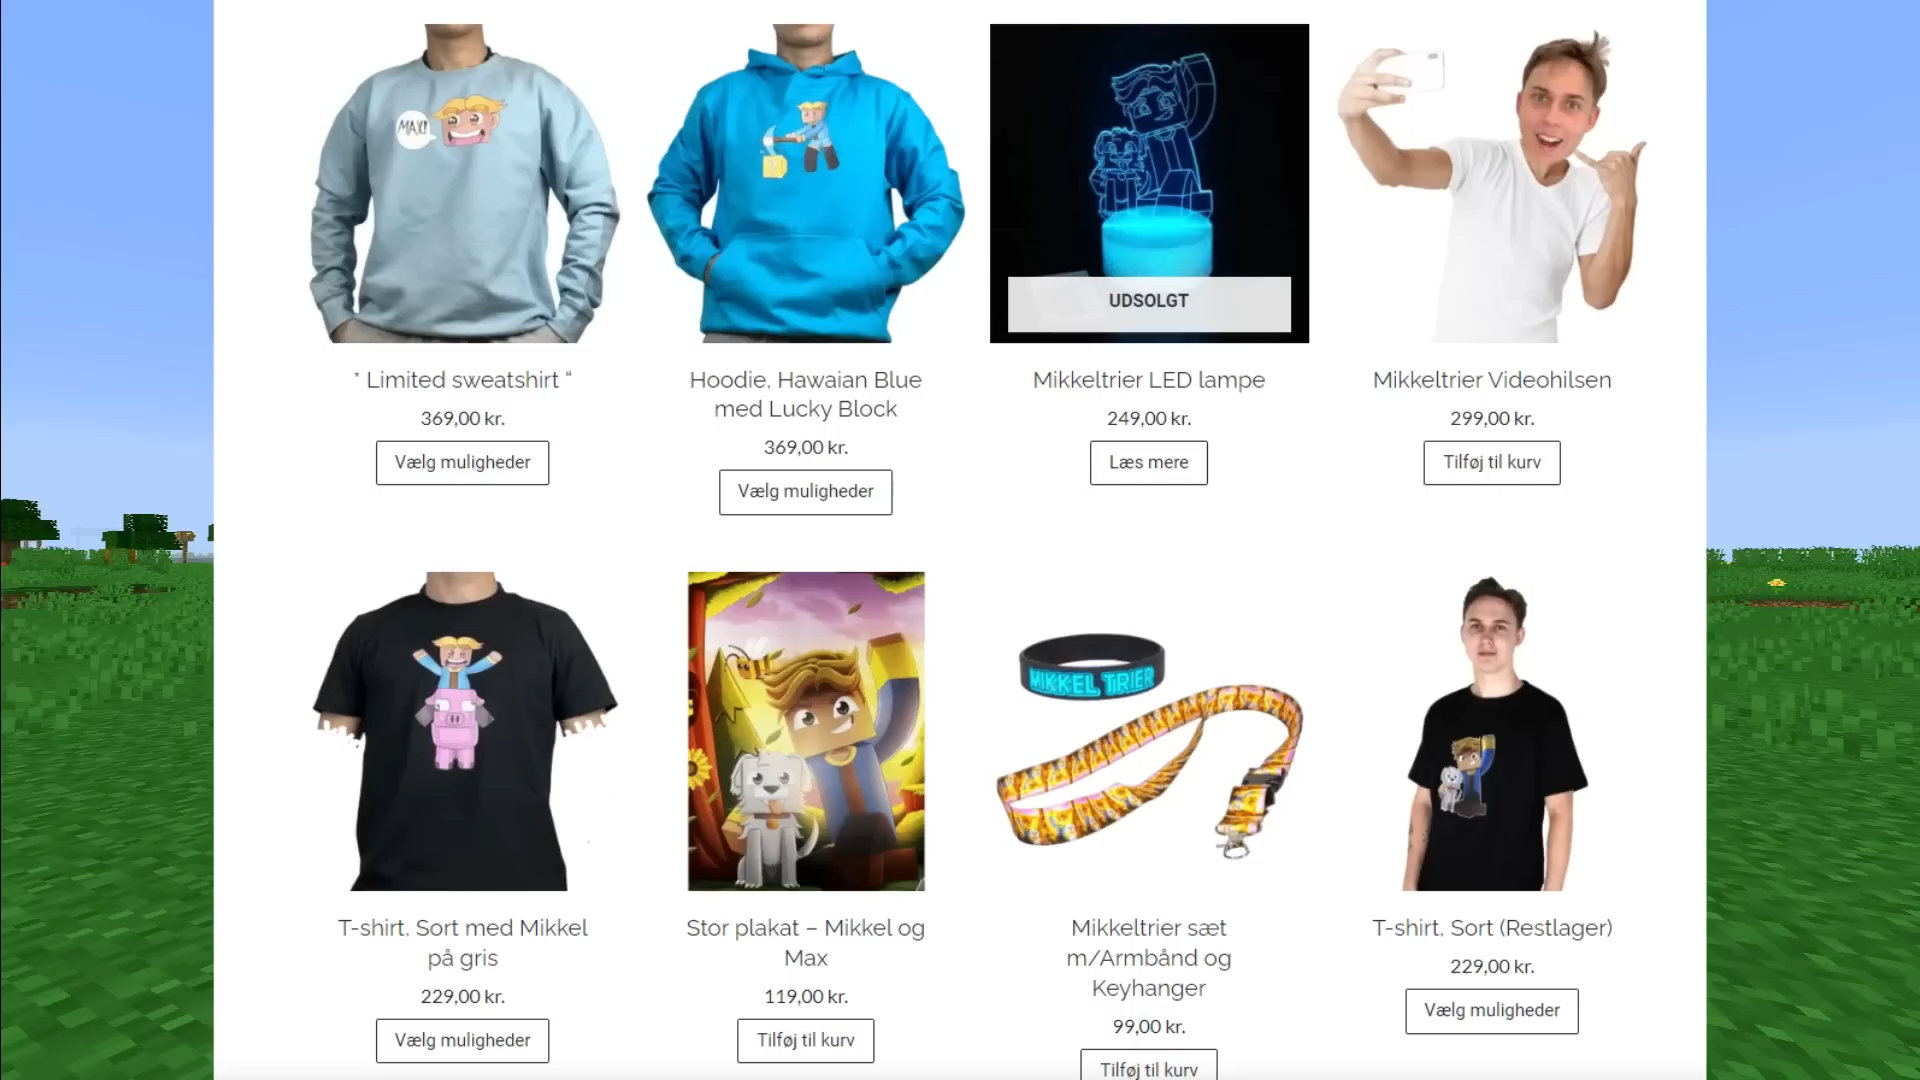 MAX!
UDSOLGT
* Limited sweatshirt “
369,00 kr.
Vælg muligheder
Hoodie, Hawaian Blue
med Lucky Block
369,00 kr.
Vælg muligheder
Mikkeltrier LED lampe
249,00 kr.
Læs mere
Mikkeltrier Videohilsen
299,00 kr.
Tilføj til kurv
MIKKEL TRIER
T-shirt, Sort med Mikkel
på gris
229,00 kr.
Vælg muligheder
Stor plakat – Mikkel og
Max
119,00 kr.
Tilføj til kurv
Mikkeltrier sæt
m/Armbånd og
Keyhanger
99,00 kr.
Tilføj til kurv
T-shirt, Sort (Restlager)
229,00 kr.
Vælg muligheder